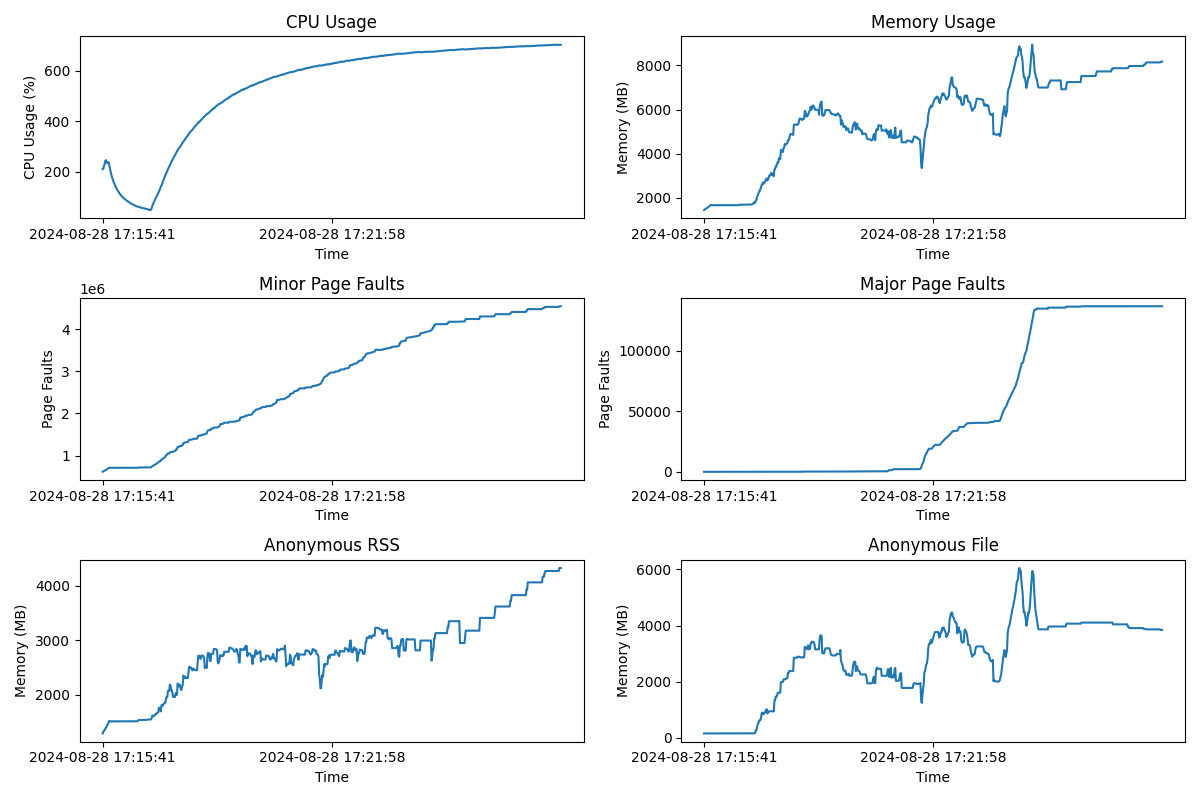 CPU Usage
CPU Usage (%)
600
400
200
2024-08-28 17:15:41
2024-08-28 17:21:58
Time
Memory Usage
Memory (MB)
8000
6000
4000
2000
2024-08-28 17:15:41
2024-08-28 17:21:58
Time
Minor Page Faults
1e6
Page Faults
4
3
2
1
2024-08-28 17:15:41
2024-08-28 17:21:58
Time
Major Page Faults
Page Faults
100000
50000
0
2024-08-28 17:15:41
2024-08-28 17:21:58
Time
Anonymous RSS
Memory (MB)
4000
3000
2000
2024-08-28 17:15:41
2024-08-28 17:21:58
Time
Anonymous File
Memory (MB)
6000
4000
2000
0
2024-08-28 17:15:41
2024-08-28 17:21:58
Time